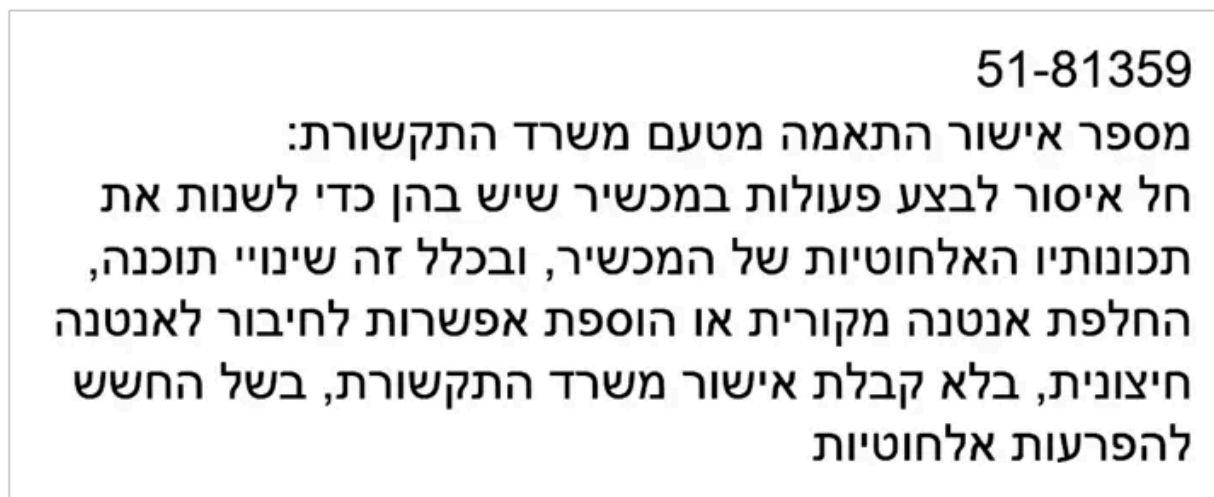 51-81359
מספר אישור התאמה מטעם משרד התקשורת:
חל איסור לבצע פעולות במכשיר שיש בהן כדי לשנות את
תכונותיו האלחוטיות של המכשיר, ובכלל זה שינויי תוכנה,
החלפת אנטנה מקורית או הוספת אפשרות לחיבור לאנטנה
חיצונית, בלא קבלת אישור משרד התקשורת, בשל החשש
להפרעות אלחוטיות